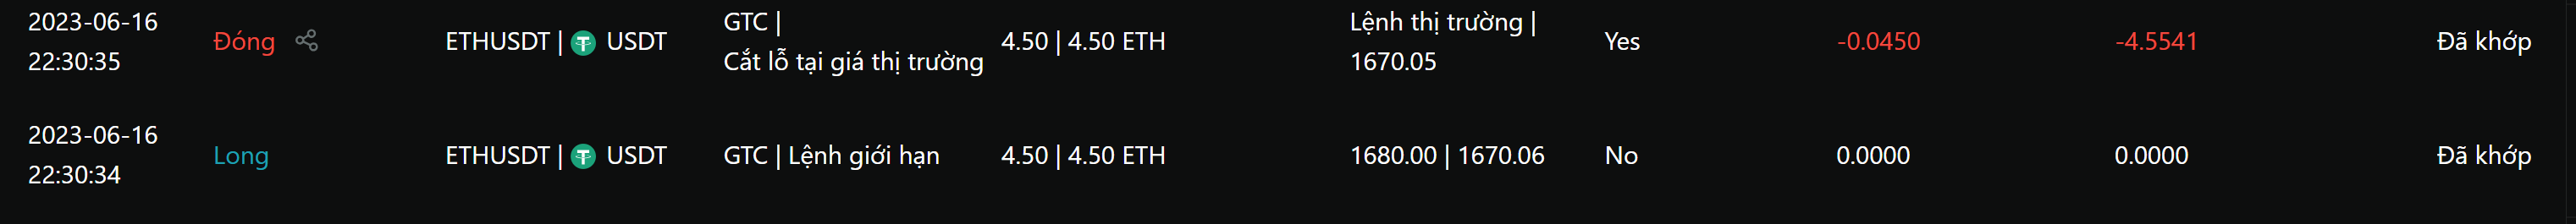 2023-06-16
22:30:35
Đóng
ETHUSDT | USDT
GTC |
Cắt lỗ tại giá thị trường
4.50 | 4.50 ETH
Lệnh thị trường |
1670.05
Yes
-0.0450
-4.5541
Đã khớp
2023-06-16
22:30:34
Long
ETHUSDT | USDT
GTC | Lệnh giới hạn
4.50 | 4.50 ETH
1680.00 | 1670.06
No
0.0000
0.0000
Đã khớp